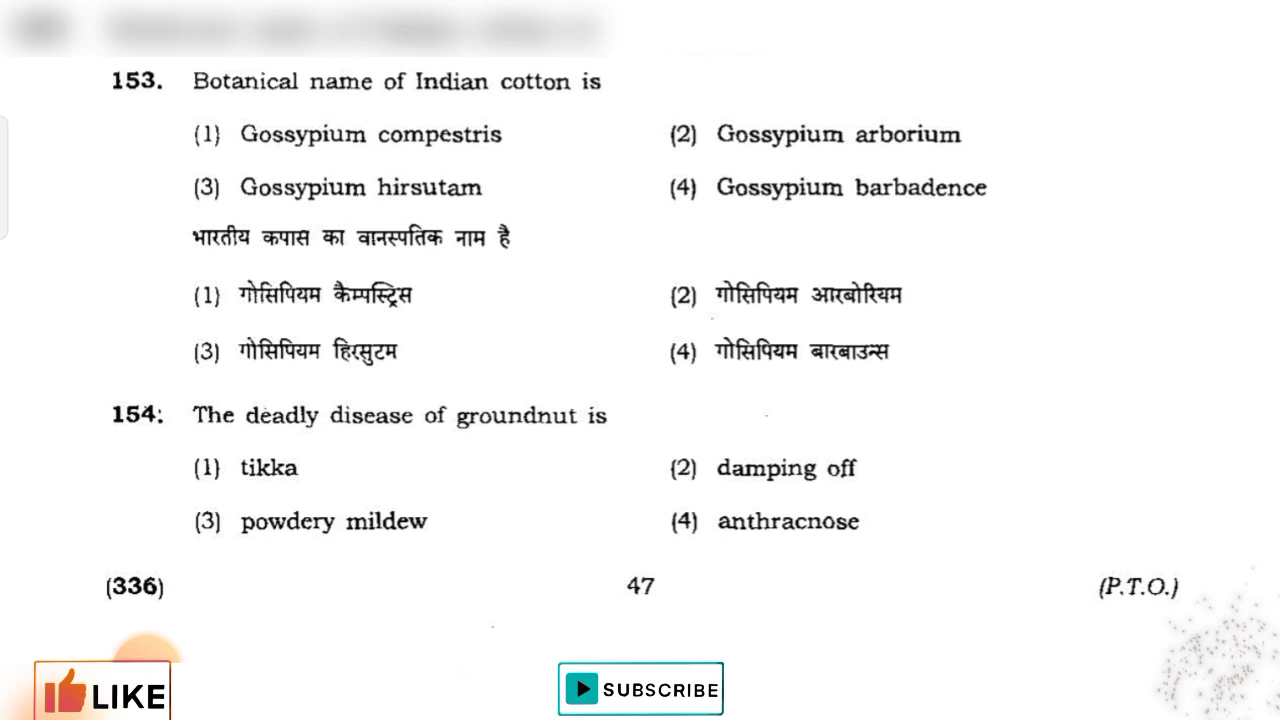 153. Botanical name of Indian cotton is
(1) Gossypium compestris (2) Gossypium arborium
(3) Gossypium hirsutam (4) Gossypium barbadence
भारतीय कपास का वानस्पतिक नाम है
(1) गोसिपियम कैम्पस्ट्रिस (2) गोसिपियम आरबोरियम
(3) गोसिपियम हिरसुटम (4) गोसिपियम बारबाउन्स
154. The deadly disease of groundnut is
(1) tikka (2) damping off
(3) powdery mildew (4) anthracnose
(336) 47 (P.T.O.)
LIKE SUBSCRIBE